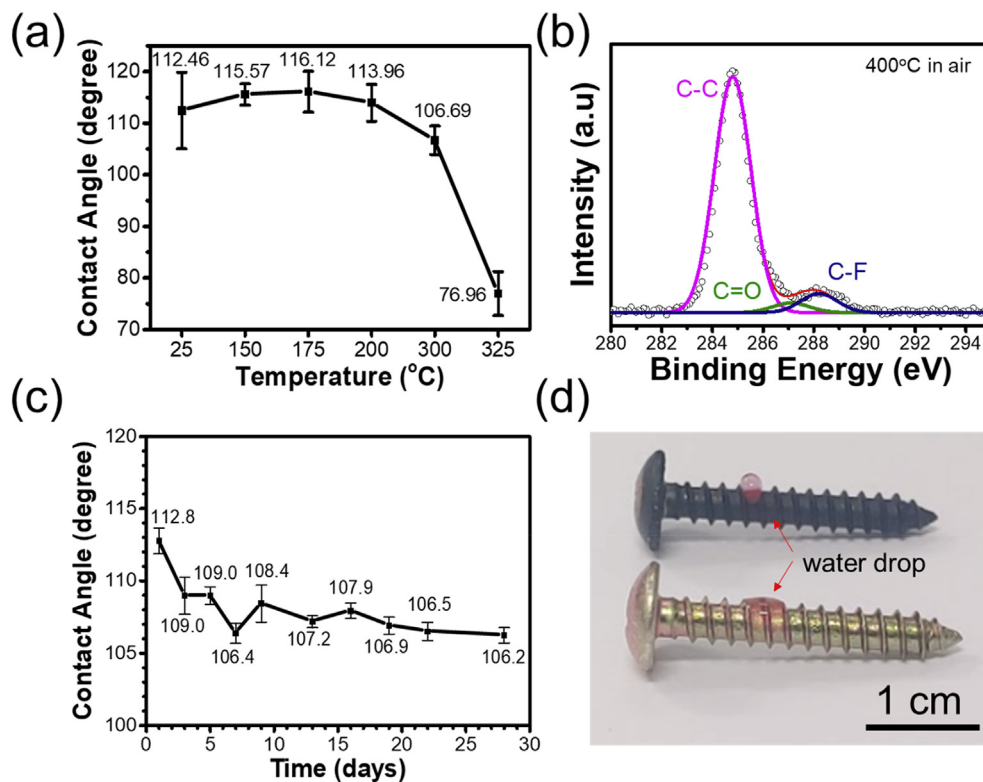 (a)
112.46
115.57
116.12
113.96
106.69
76.96
120
110
100
90
80
70
25
150
175
200
300
325
Contact Angle (degree)
Temperature (°C)
(b)
400°C in air
C-C
C=O
C-F
Intensity (a.u)
280 282 284 286 288 290 292 294
Binding Energy (eV)
(c)
120
115
110
105
100
112.8
109.0
109.0
106.4
108.4
107.2
107.9
106.9
106.5
106.2
0 5 10 15 20 25 30
Contact Angle (degree)
Time (days)
(d)
water drop
1 cm